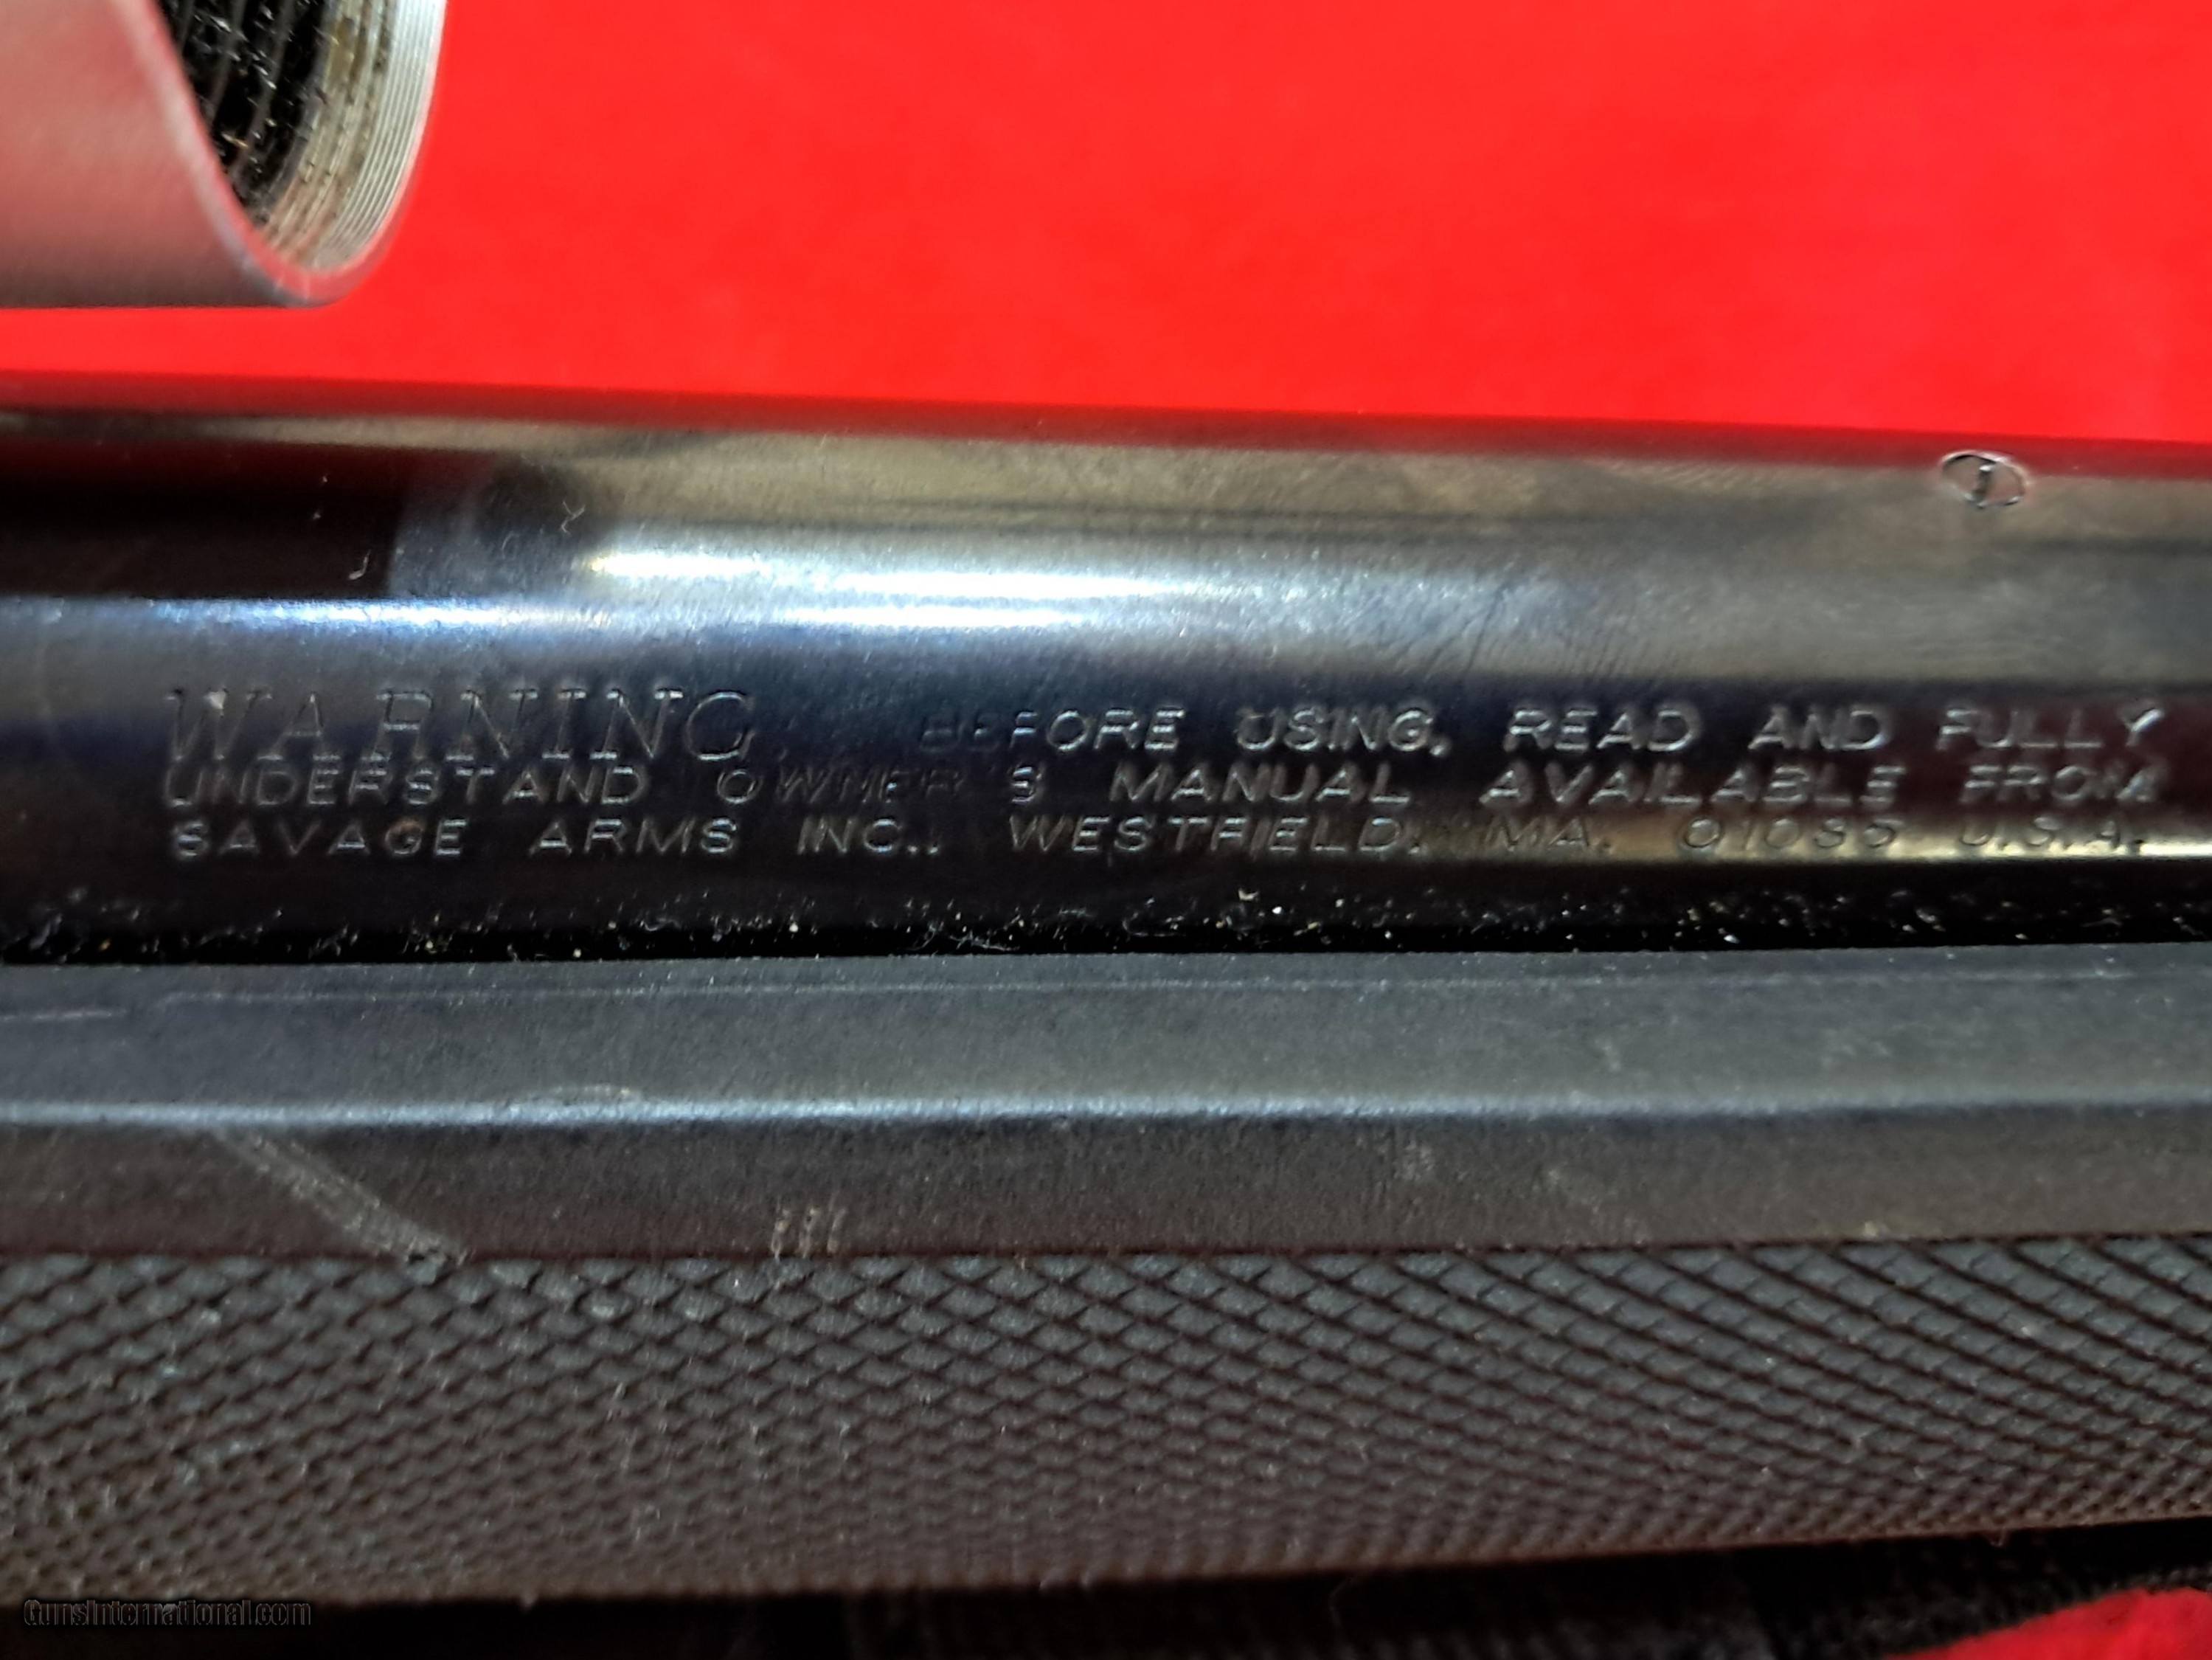 WARNING. BEFORE USING, READ AND FULLY
UNDERSTAND OWNER S MANUAL AVAILABLE FROM
SAVAGE ARMS INC., WESTFIELD, MA. 01085 U.S.A.
GunsInternational.com